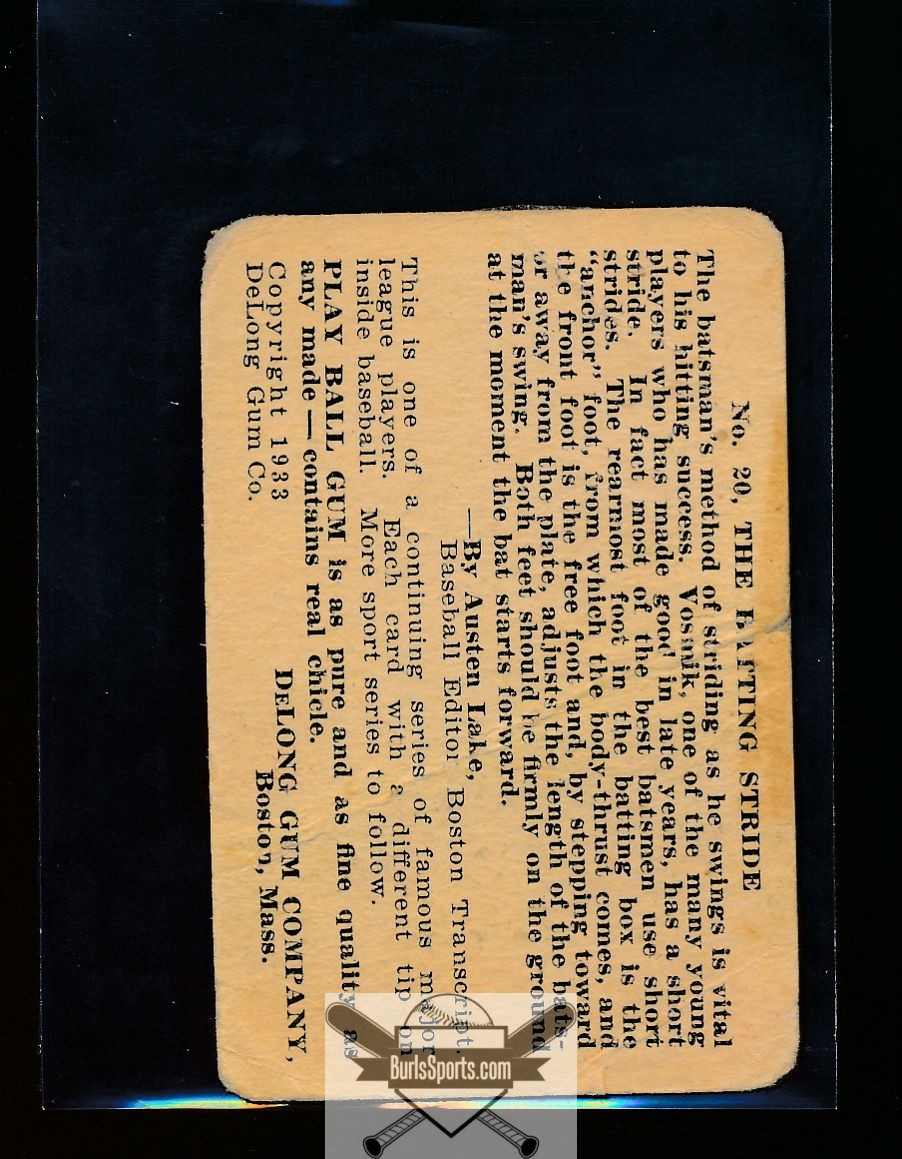 No. 20, THE BATTING STRIDE
The batsman's method of striding as he swings is vital
to his hitting success. Vosmik, one of the many young
players who has made good in late years, has a short
stride. In fact most of the best batsmen use short
strides. The rearmost foot in the batting box is the
"anchor" foot, from which the body-thrust comes, and
the front foot is the free foot and, by stepping toward
or away from the plate, adjusts the length of the bats-
man's swing. Both feet should be firmly on the ground
at the moment the bat starts forward.
—By Austen Lake,
Baseball Editor Boston Transcript.
This is one of a continuing series of famous major
league players. Each card with a different tip on
inside baseball. More sport series to follow.
PLAY BALL GUM is as pure and as fine quality as
any made—contains real chicle.
DeLONG GUM COMPANY,
Boston, Mass.
Copyright 1933
DeLong Gum Co.
BurlsSports.com